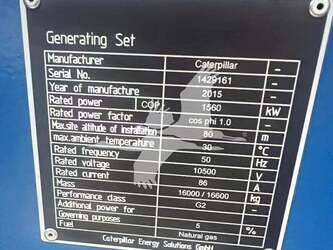 Generating Set
Manufacturer Caterpillar –
Serial No. 1429161 –
Year of manufacture 2015 –
Rated power COP 1560 kW
Rated power factor cos phi 1.0 –
Max.site altitude of installation 80 m
max.ambient temperature 30 °C
Rated frequency 50 Hz
Rated voltage 10500 V
Rated current 86 A
Mass 16000 / 16600 kg
Performance class G2 –
Governing purposes 5 %
Fuel Natural gas –
Caterpillar Energy Solutions GmbH